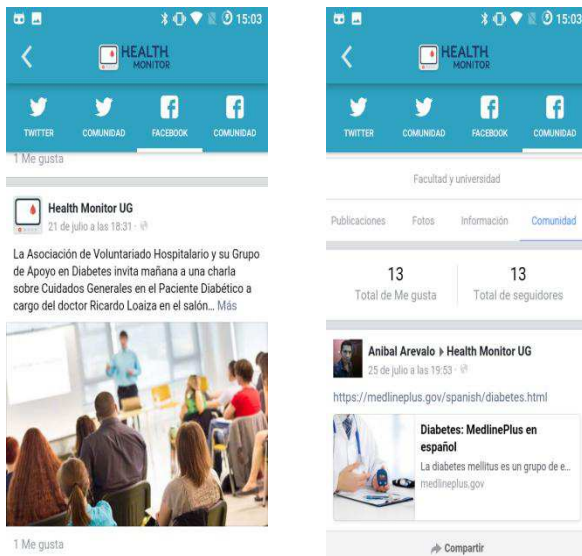 15:03
HEALTH
MONITOR
TWITTER
COMUNIDAD
FACEBOOK
COMUNIDAD
1 Me gusta
Health Monitor UG
21 de julio a las 18:31 ·
La Asociación de Voluntariado Hospitalario y su Grupo
de Apoyo en Diabetes invita mañana a una charla
sobre Cuidados Generales en el Paciente Diabético a
cargo del doctor Ricardo Loaiza en el salón... Más
1 Me gusta
15:03
HEALTH
MONITOR
TWITTER
COMUNIDAD
FACEBOOK
COMUNIDAD
Facultad y universidad
Publicaciones
Fotos
Información
Comunidad
13
Total de Me gusta
13
Total de seguidores
Anibal Arevalo ▸ Health Monitor UG
25 de julio a las 19:53 ·
https://medlineplus.gov/spanish/diabetes.html
Diabetes: MedlinePlus en
español
La diabetes mellitus es un grupo de e...
medlineplus.gov
Compartir